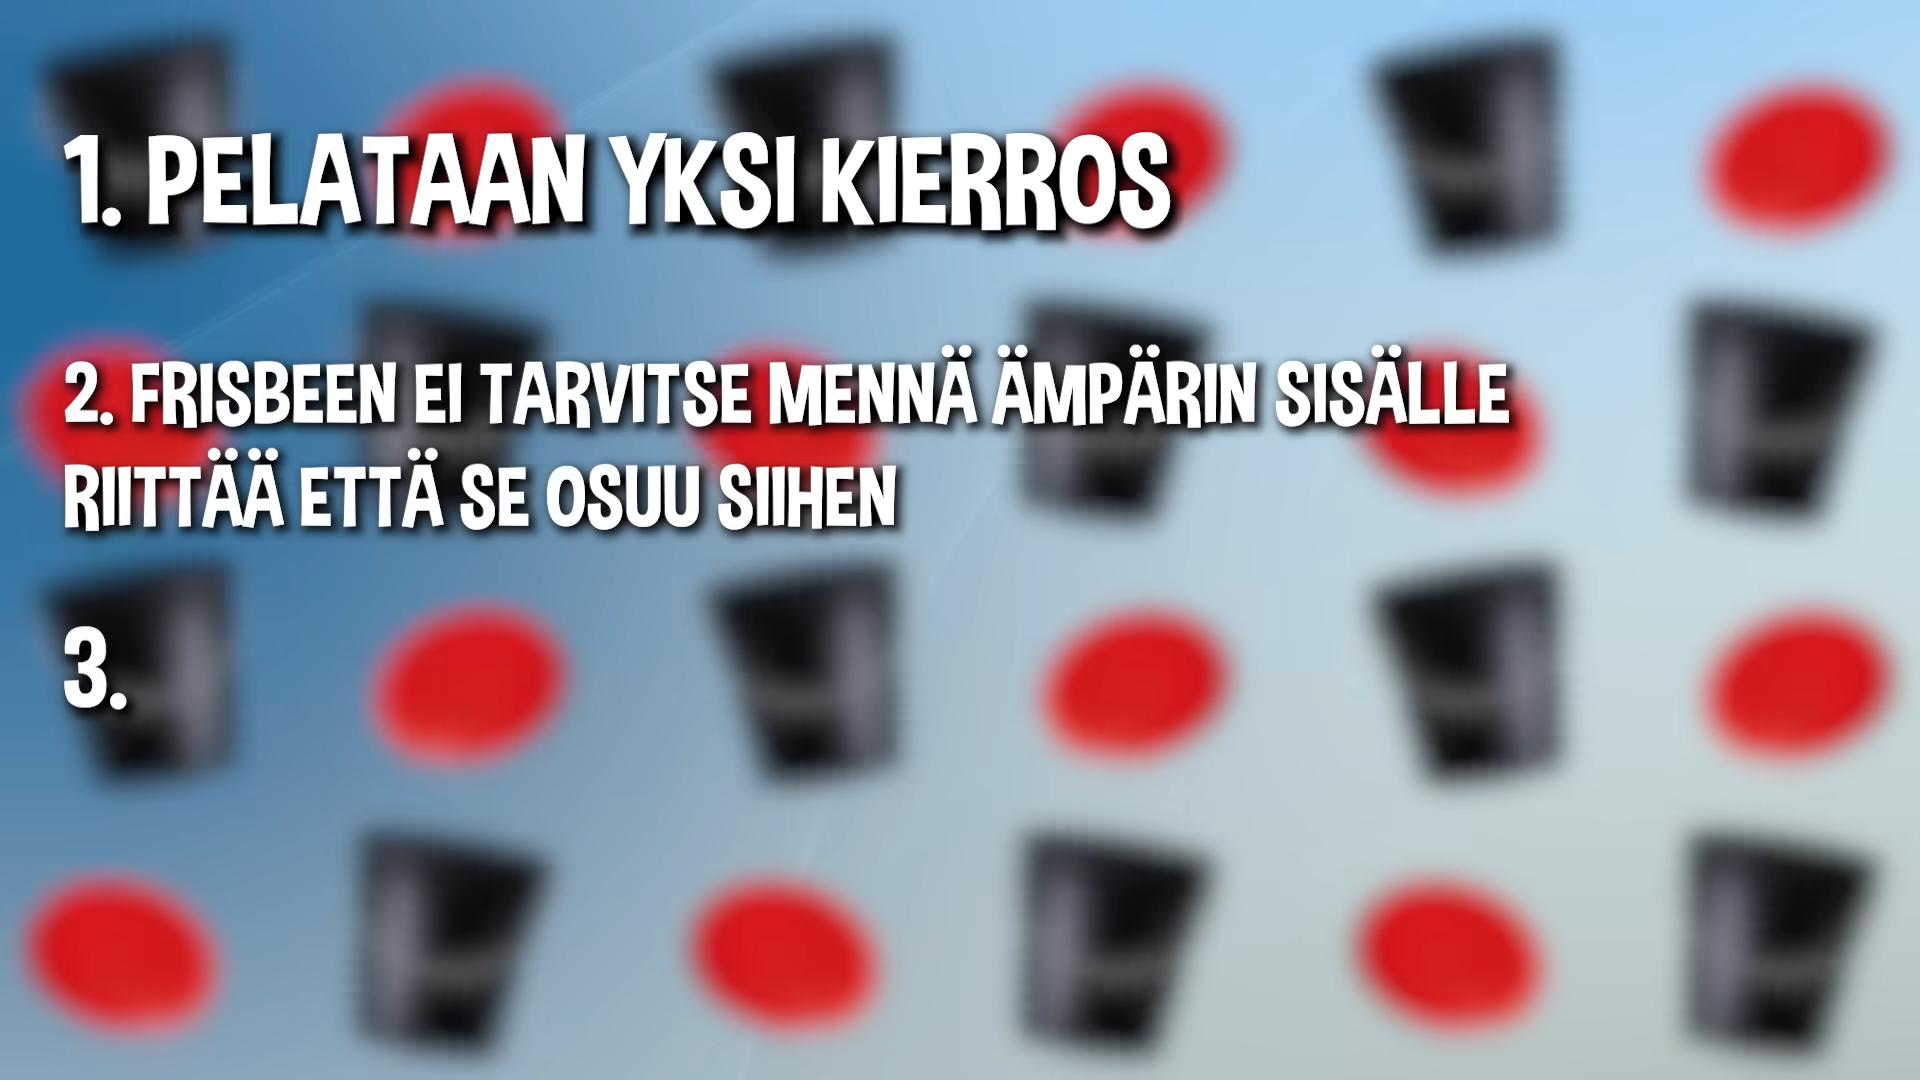 1. PELATAAN YKSI KIERROS
2. FRISBEEN EI TARVITSE MENNÄ ÄMPÄRIN SISÄLLE
RIITTÄÄ ETTÄ SE OSUU SIIHEN
3.